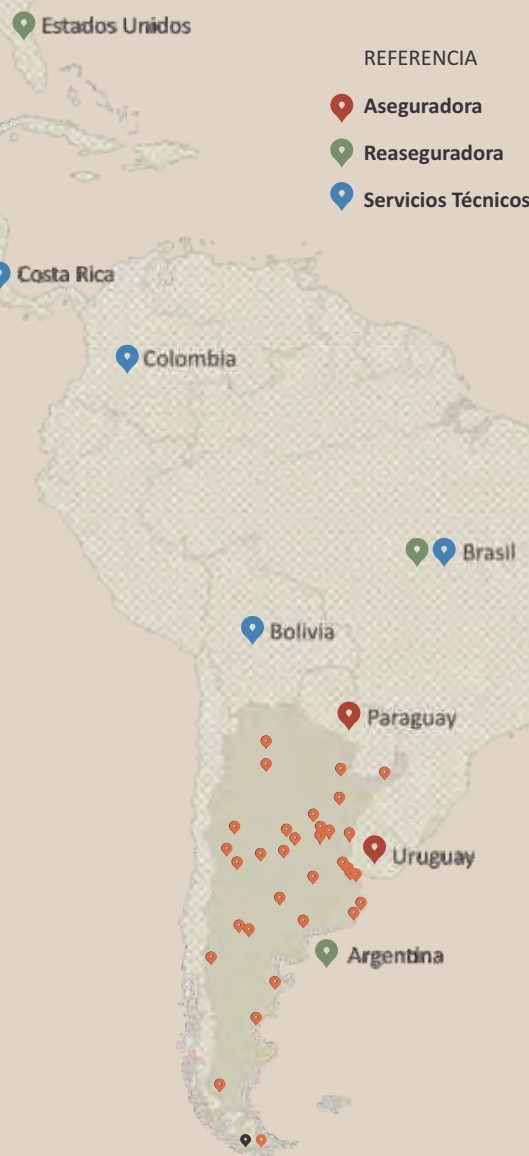 Estados Unidos
REFERENCIA
Aseguradora
Reaseguradora
Servicios Técnicos
Costa Rica
Colombia
Brasil
Bolivia
Paraguay
Uruguay
Argentina